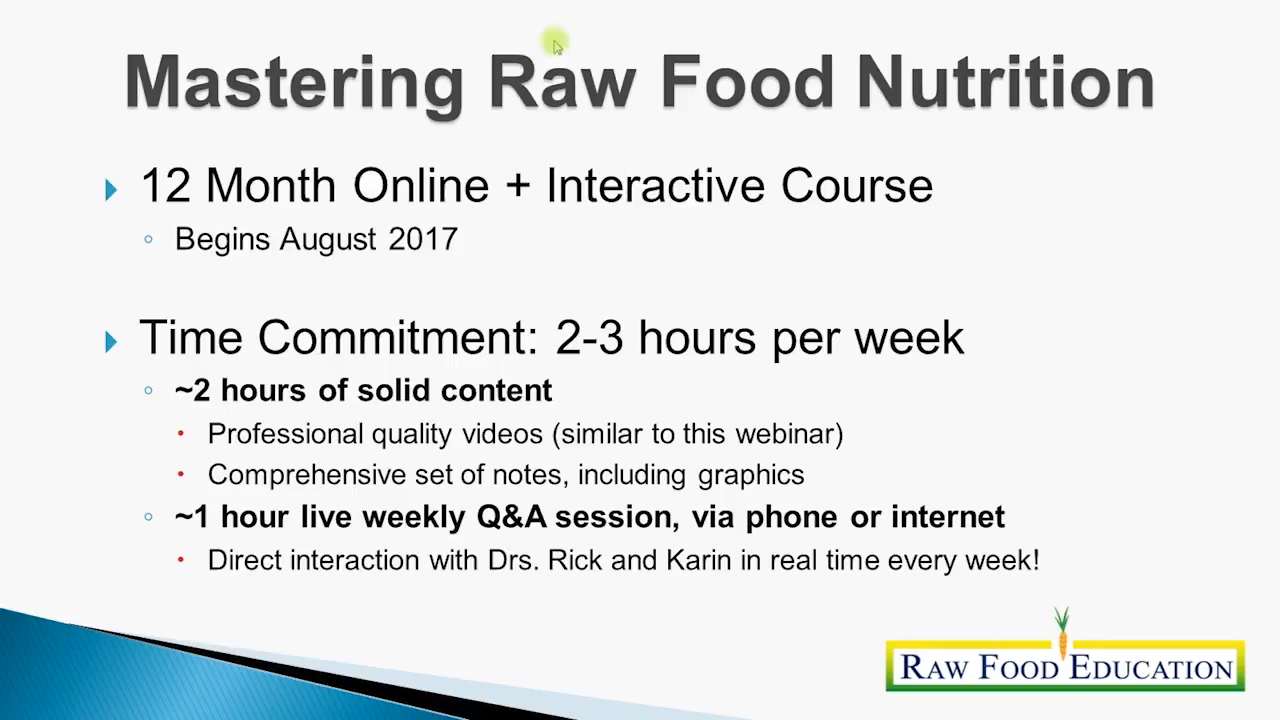 Mastering Raw Food Nutrition
12 Month Online + Interactive Course
Begins August 2017
Time Commitment: 2-3 hours per week
~2 hours of solid content
Professional quality videos (similar to this webinar)
Comprehensive set of notes, including graphics
~1 hour live weekly Q&A session, via phone or internet
Direct interaction with Drs. Rick and Karin in real time every week!
RAW FOOD EDUCATION